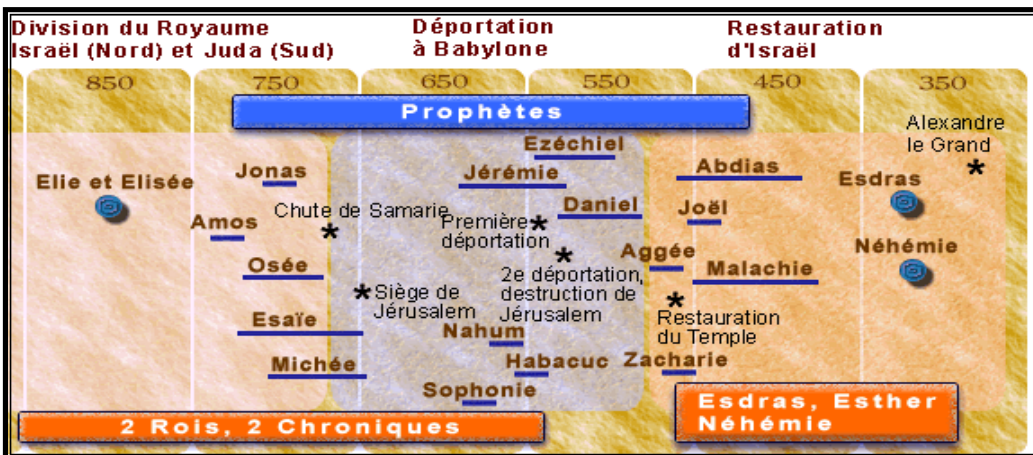 Division du Royaume
Israël (Nord) et Juda (Sud)
Déportation
à Babylone
Restauration
d'Israël
850 750 650 550 450 350
Prophètes
Alexandre
le Grand
Ezéchiel
Elie et Elisée
Jonas
Jérémie
Abdias
Esdras
Amos
Chute de Samarie
Première
déportation
Daniel
Joël
Osée
Aggée
Malachie
Néhémie
2e déportation,
destruction de
Jérusalem
Siège de
Jérusalem
Esaïe
Nahum
Restauration
du Temple
Michée
Habacuc
Zacharie
Sophonie
2 Rois, 2 Chroniques
Esdras, Esther
Néhémie